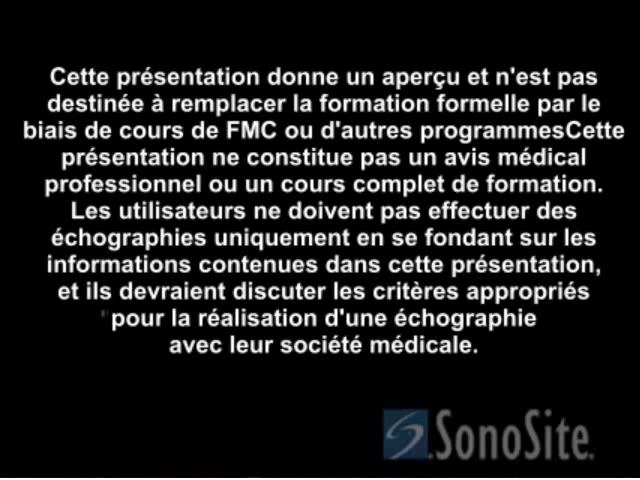 Cette présentation donne un aperçu et n'est pas
destinée à remplacer la formation formelle par le
biais de cours de FMC ou d'autres programmesCette
présentation ne constitue pas un avis médical
professionnel ou un cours complet de formation.
Les utilisateurs ne doivent pas effectuer des
échographies uniquement en se fondant sur les
informations contenues dans cette présentation,
et ils devraient discuter les critères appropriés
pour la réalisation d'une échographie
avec leur société médicale.
SonoSite.